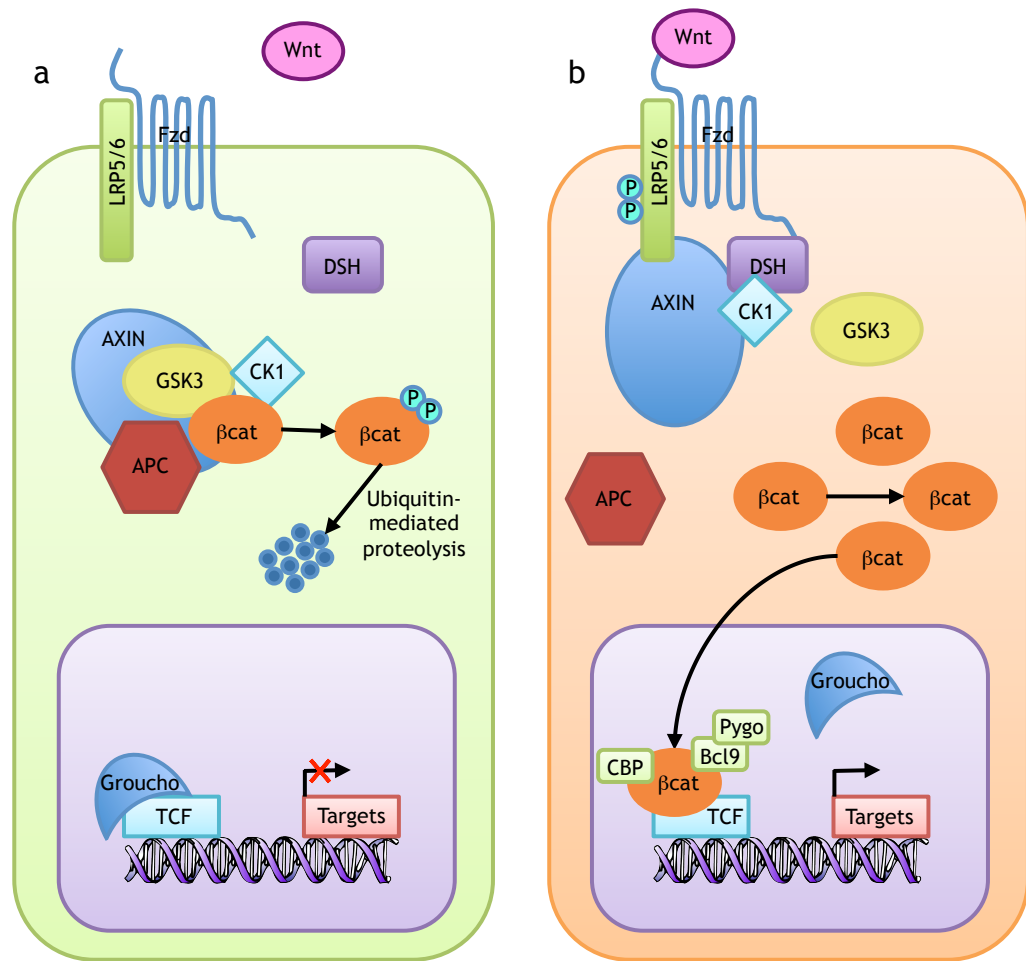 a
Wnt
Fzd
LRP5/6
DSH
AXIN
GSK3
CK1
βcat
APC
βcat
P
P
Ubiquitin-
mediated
proteolysis
Groucho
TCF
Targets
b
Wnt
Fzd
LRP5/6
P
P
DSH
AXIN
CK1
GSK3
βcat
APC
βcat
βcat
βcat
Groucho
Pygo
Bcl9
CBP
βcat
TCF
Targets